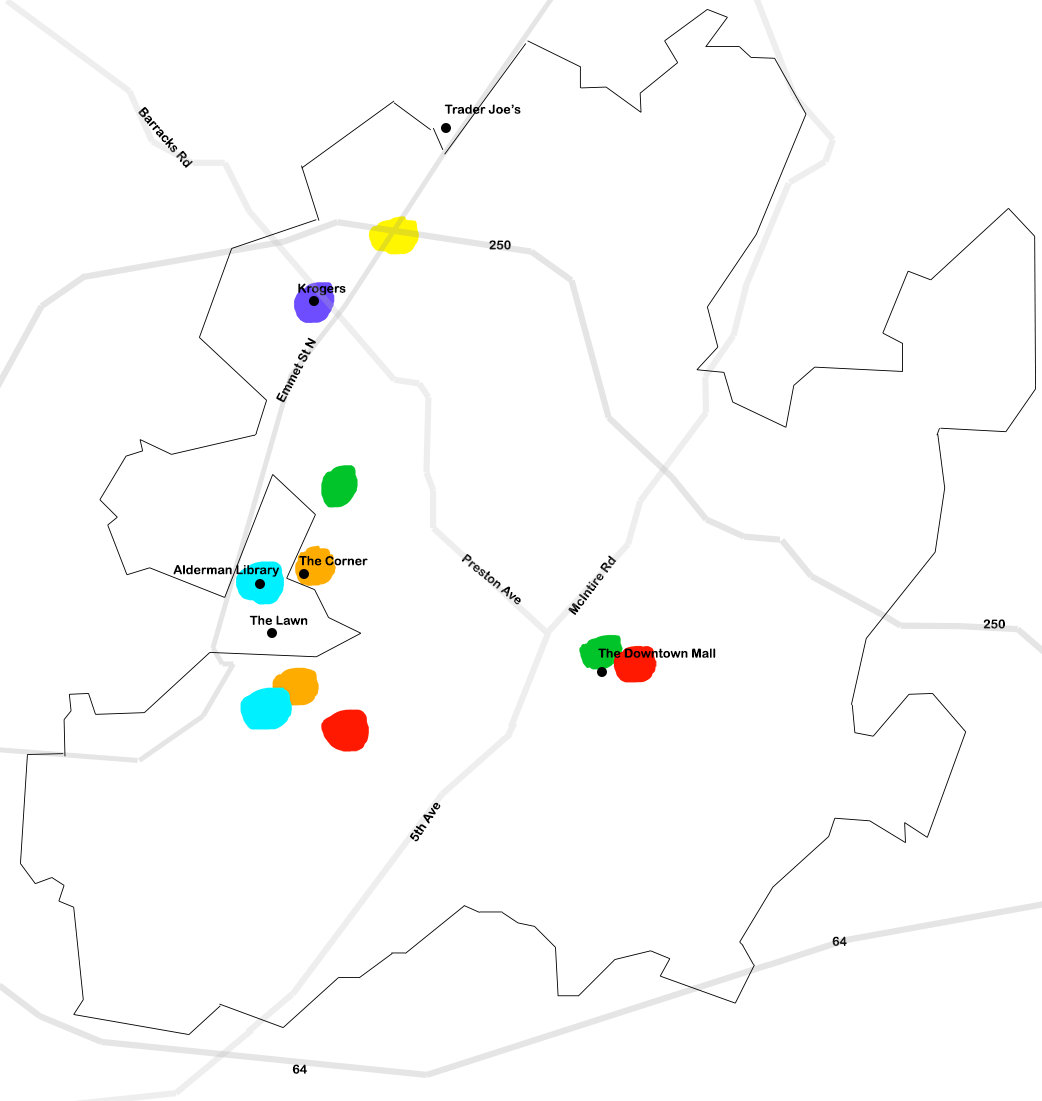 Trader Joe's
Barracks Rd
250
Krogers
Emmet St N
The Corner
Alderman Library
Preston Ave
McIntire Rd
The Lawn
250
The Downtown Mall
5th Ave
64
64